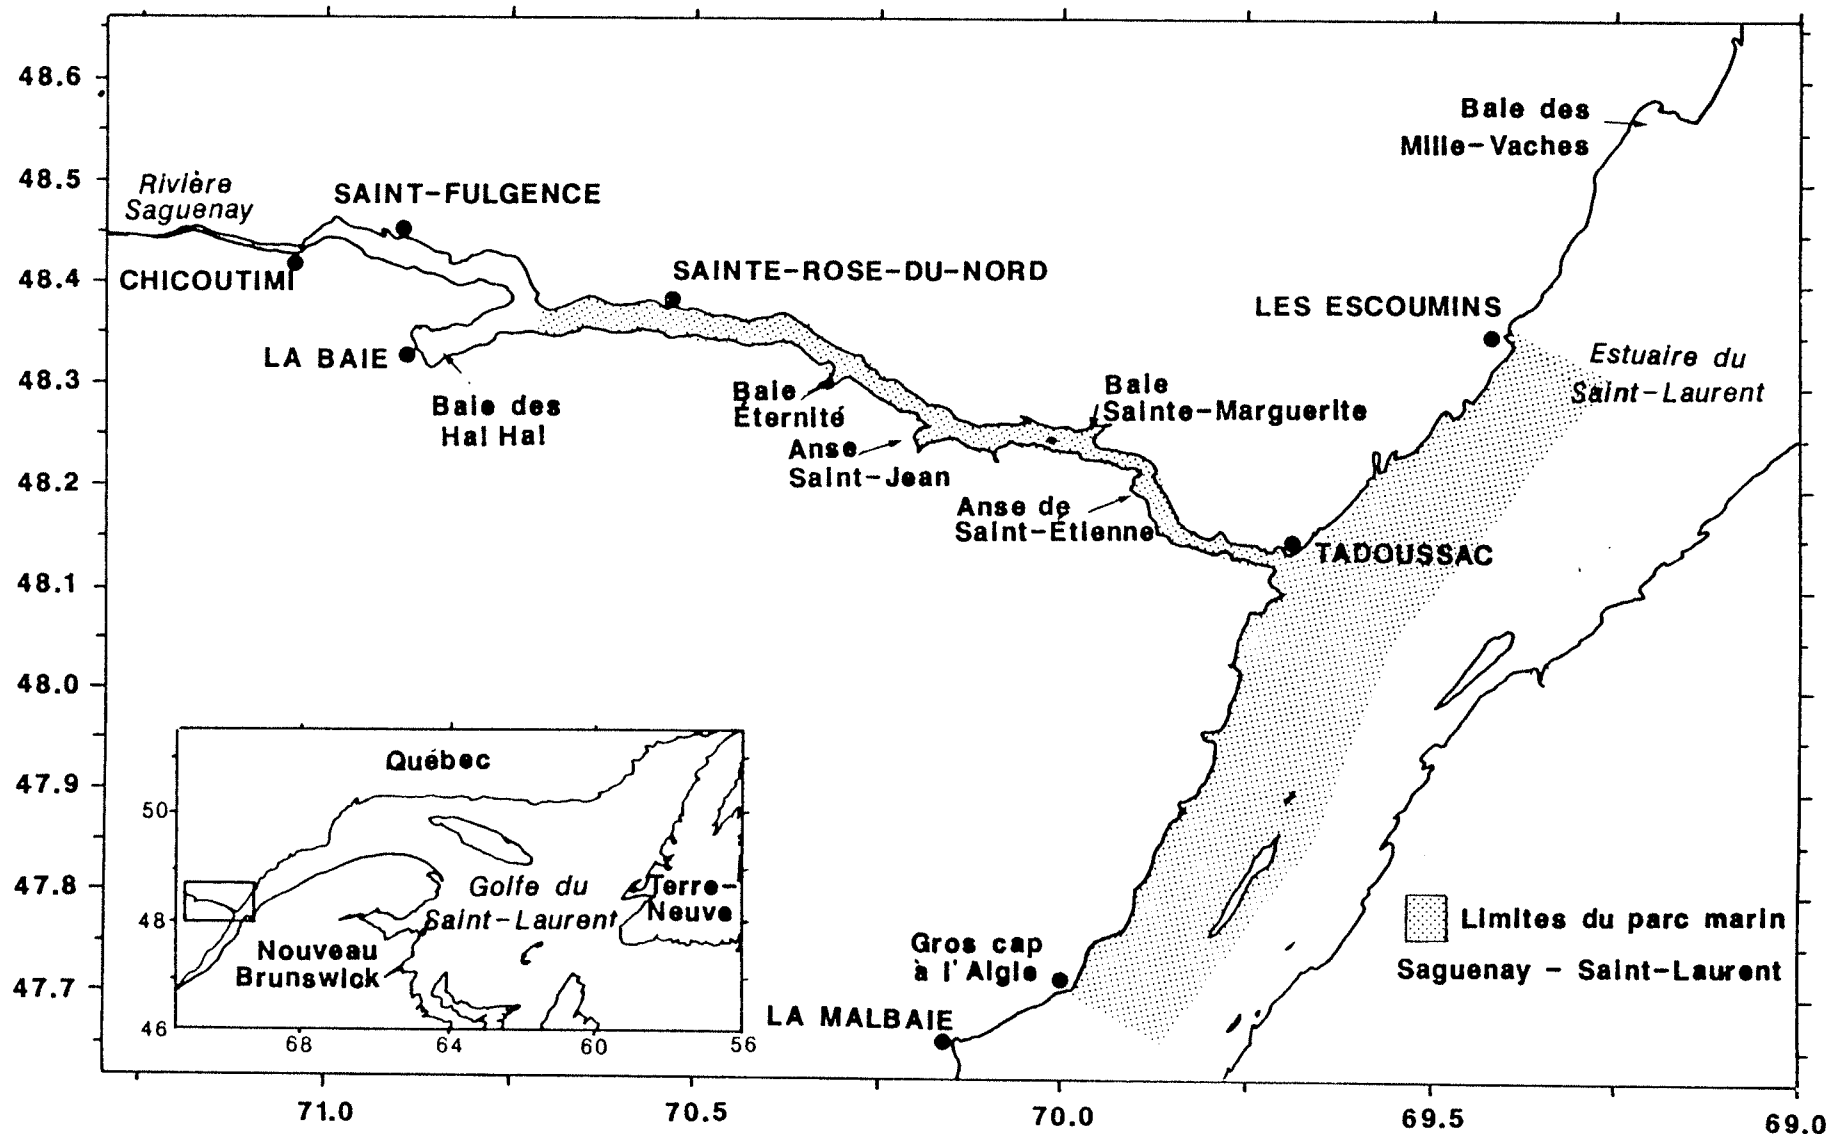 48.6
48.5
48.4
48.3
48.2
48.1
48.0
47.9
47.8
47.7
71.0
70.5
70.0
69.5
69.0
Baie des
Mille-Vaches
Rivière
Saguenay
SAINT-FULGENCE
CHICOUTIMI
SAINTE-ROSE-DU-NORD
LES ESCOUMINS
LA BAIE
Estuaire du
Saint-Laurent
Baie des
Ha! Ha!
Baie
Éternité
Baie
Sainte-Marguerite
Anse
Saint-Jean
Anse de
Saint-Étienne
TADOUSSAC
Québec
50
48
46
68
64
60
56
Golfe du
Saint-Laurent
Terre-
Neuve
Nouveau
Brunswick
Gros cap
à l'Aigle
LA MALBAIE
Limites du parc marin
Saguenay - Saint-Laurent